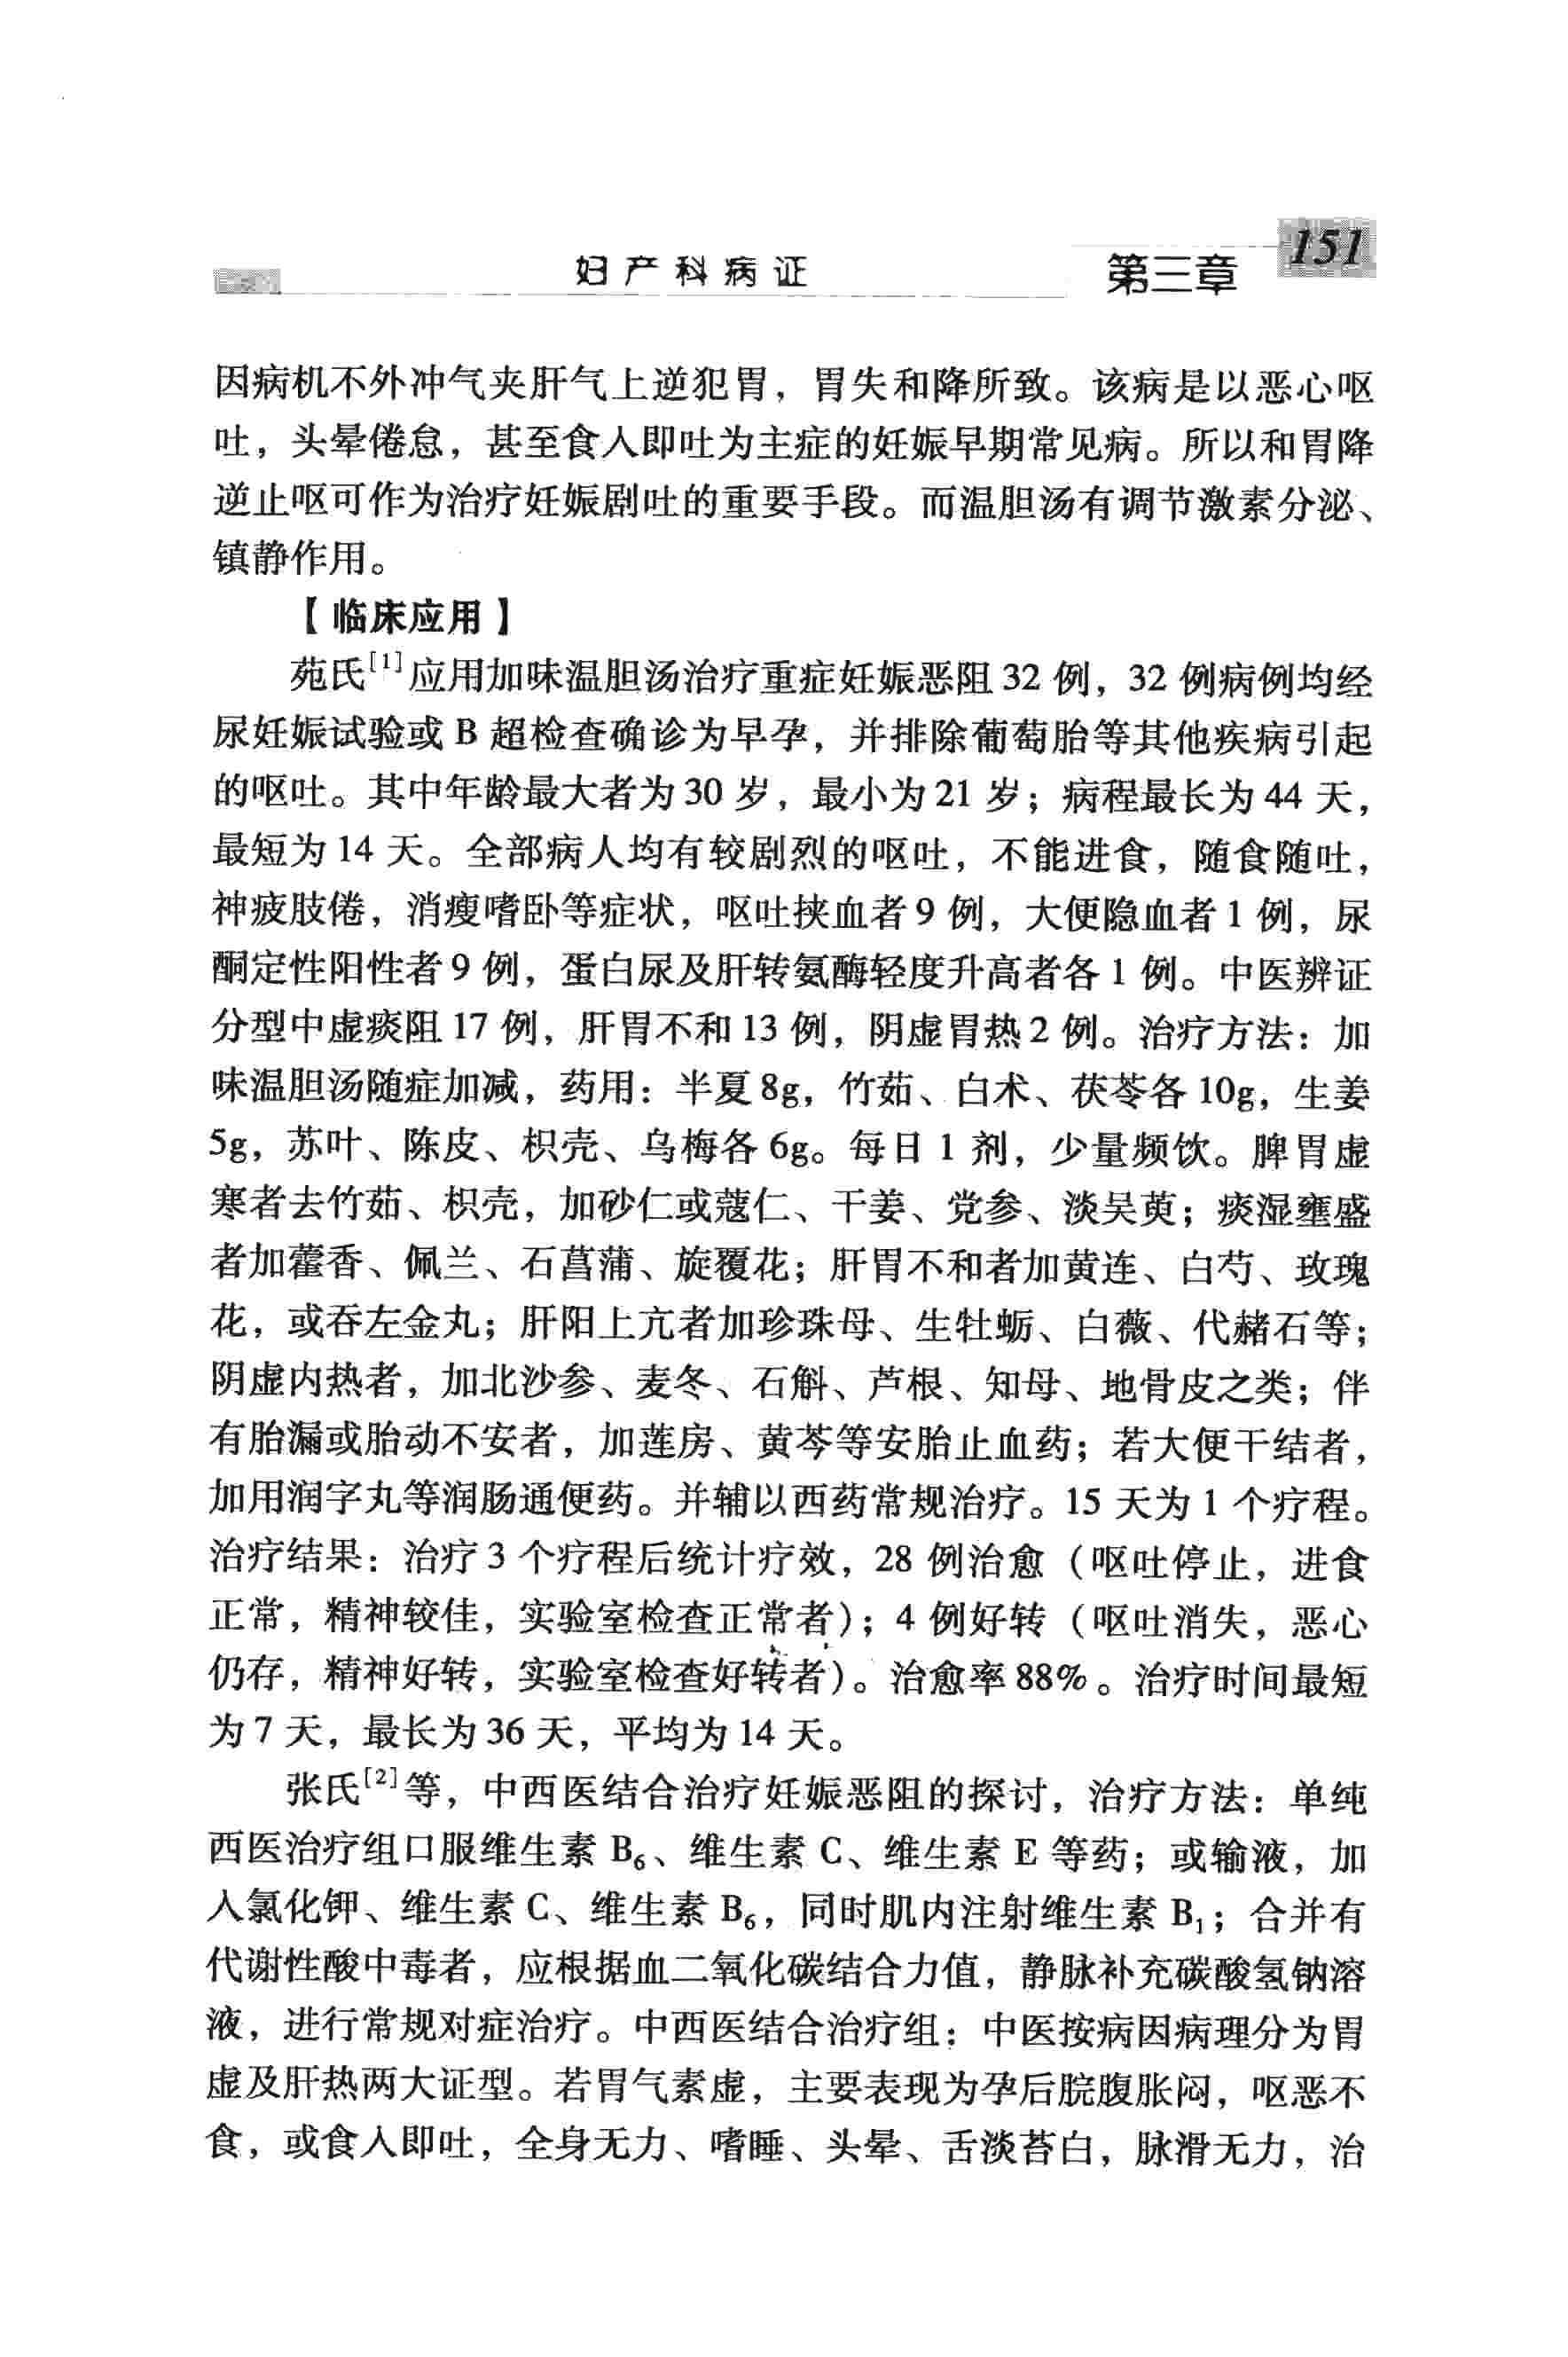 妇产科病证 第三章 151
因病机不外冲气夹肝气上逆犯胃，胃失和降所致。该病是以恶心呕
吐，头晕倦怠，甚至食入即吐为主症的妊娠早期常见病。所以和胃降
逆止呕可作为治疗妊娠剧吐的重要手段。而温胆汤有调节激素分泌、
镇静作用。
【临床应用】
苑氏[1]应用加味温胆汤治疗重症妊娠恶阻 32 例，32 例病例均经
尿妊娠试验或 B 超检查确诊为早孕，并排除葡萄胎等其他疾病引起
的呕吐。其中年龄最大者为 30 岁，最小为 21 岁；病程最长为 44 天，
最短为 14 天。全部病人均有较剧烈的呕吐，不能进食，随食随吐，
神疲肢倦，消瘦嗜卧等症状，呕吐挟血者 9 例，大便隐血者 1 例，尿
酮定性阳性者 9 例，蛋白尿及肝转氨酶轻度升高者各 1 例。中医辨证
分型中虚痰阻 17 例，肝胃不和 13 例，阴虚胃热 2 例。治疗方法：加
味温胆汤随症加减，药用：半夏 8g，竹茹、白术、茯苓各 10g，生姜
5g，苏叶、陈皮、枳壳、乌梅各 6g。每日 1 剂，少量频饮。脾胃虚
寒者去竹茹、枳壳，加砂仁或蔻仁、干姜、党参、淡吴萸；痰湿壅盛
者加藿香、佩兰、石菖蒲、旋覆花；肝胃不和者加黄连、白芍、玫瑰
花，或吞左金丸；肝阳上亢者加珍珠母、生牡蛎、白薇、代赭石等；
阴虚内热者，加北沙参、麦冬、石斛、芦根、知母、地骨皮之类；伴
有胎漏或胎动不安者，加莲房、黄芩等安胎止血药；若大便干结者，
加用润字丸等润肠通便药。并辅以西药常规治疗。15 天为 1 个疗程。
治疗结果：治疗 3 个疗程后统计疗效，28 例治愈（呕吐停止，进食
正常，精神较佳，实验室检查正常者）；4 例好转（呕吐消失，恶心
仍存，精神好转，实验室检查好转者）。治愈率 88%。治疗时间最短
为 7 天，最长为 36 天，平均为 14 天。
张氏[2]等，中西医结合治疗妊娠恶阻的探讨，治疗方法：单纯
西医治疗组口服维生素 B₆、维生素 C、维生素 E 等药；或输液，加
入氯化钾、维生素 C、维生素 B₆，同时肌内注射维生素 B₁；合并有
代谢性酸中毒者，应根据血二氧化碳结合力值，静脉补充碳酸氢钠溶
液，进行常规对症治疗。中西医结合治疗组：中医按病因病理分为胃
虚及肝热两大证型。若胃气素虚，主要表现为孕后脘腹胀闷，呕恶不
食，或食入即吐，全身无力、嗜睡、头晕、舌淡苔白，脉滑无力，治